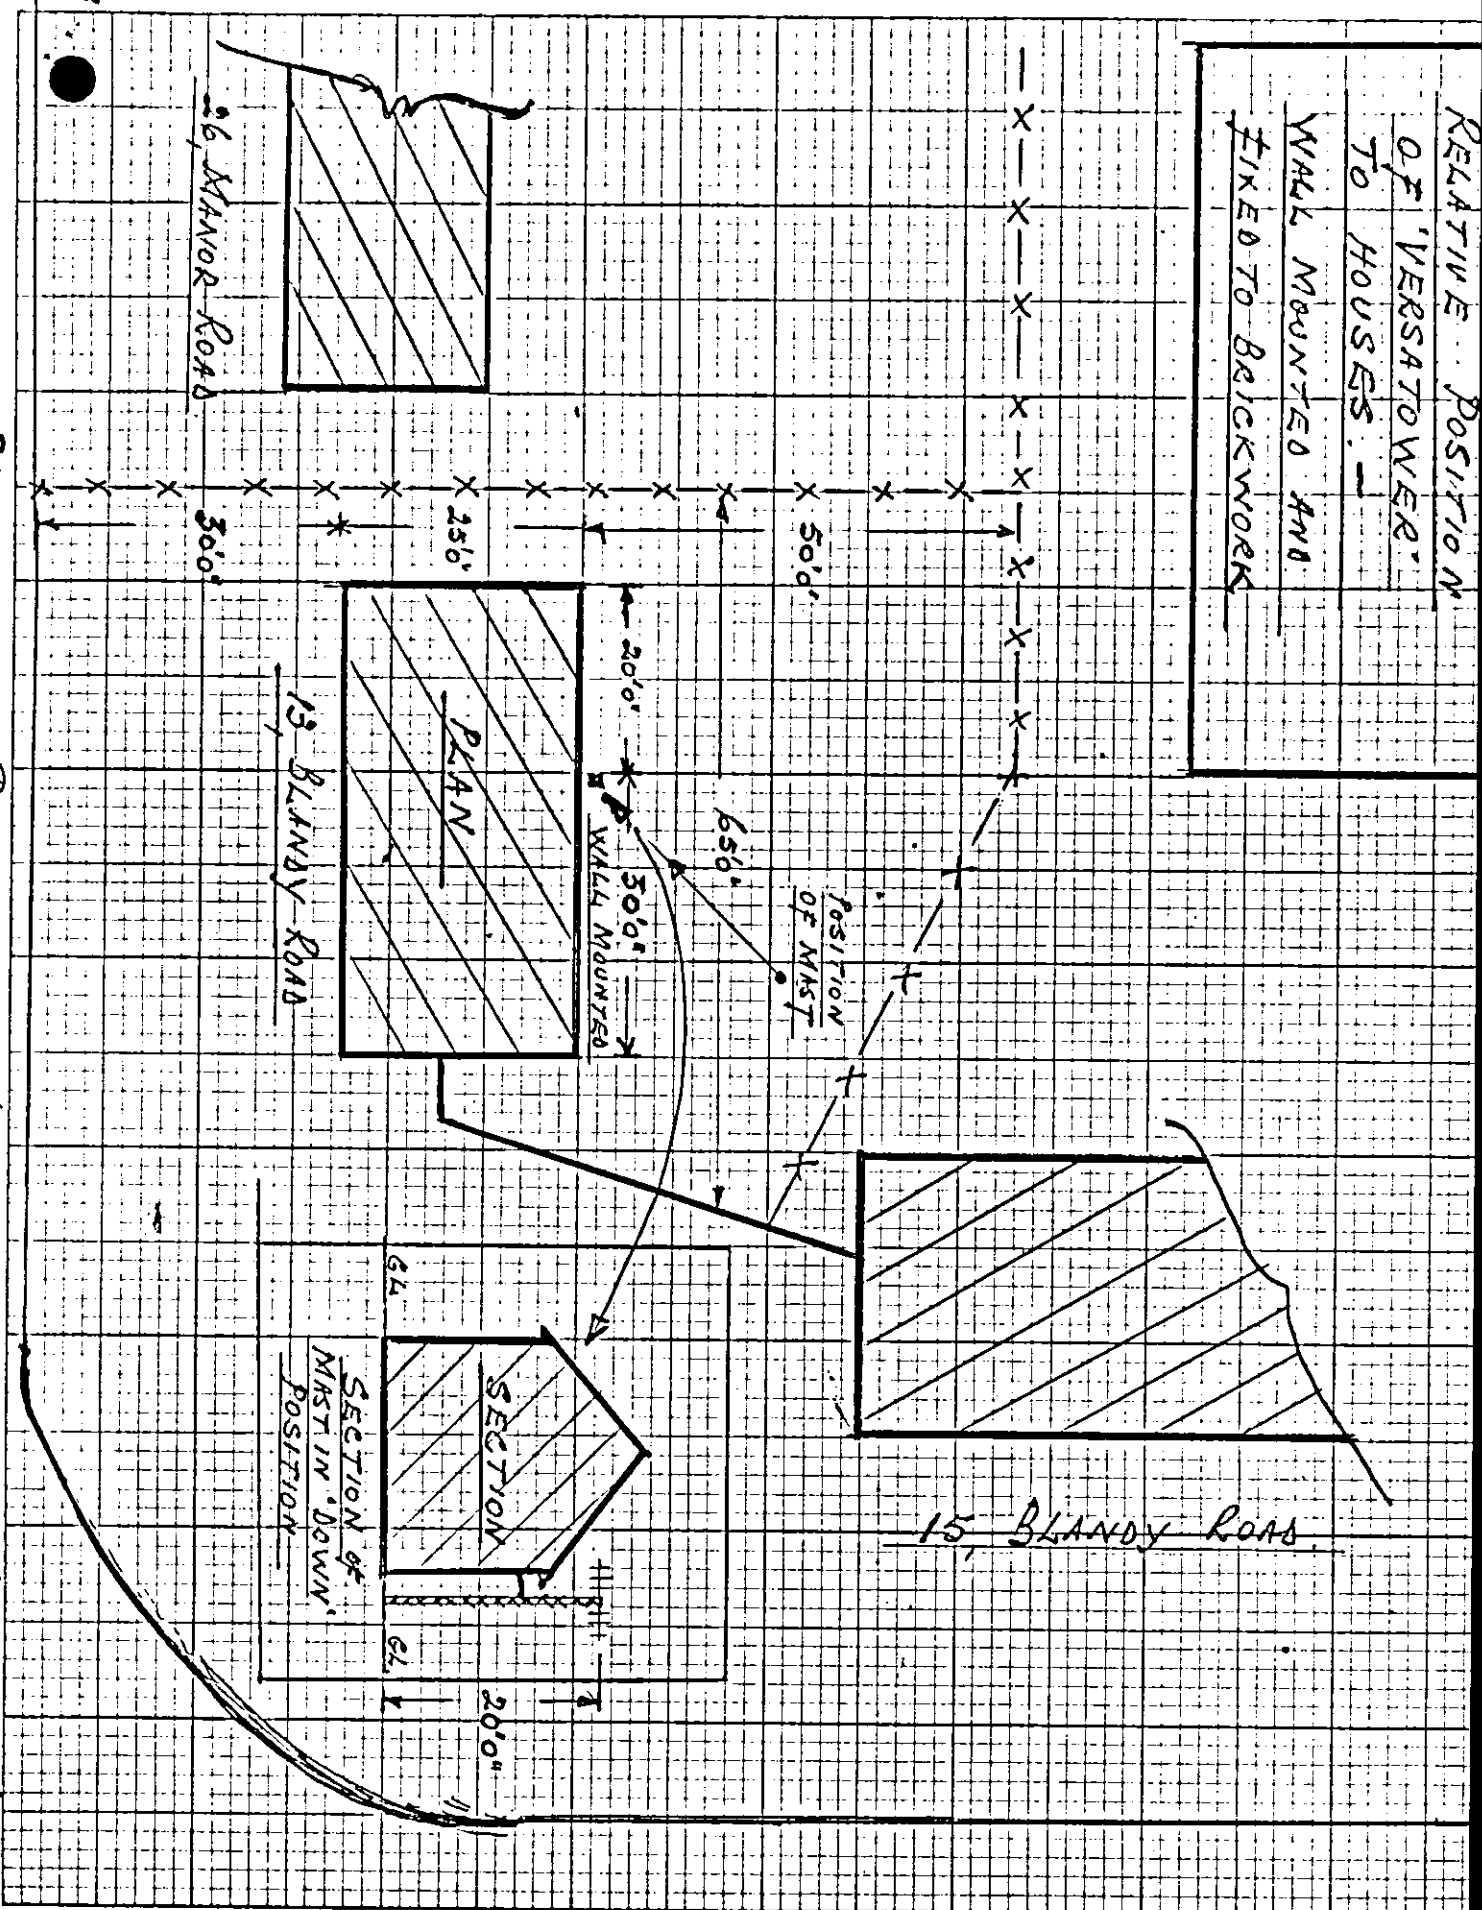 RELATIVE POSITION
OF 'VERSATOWER'
TO HOUSES. —
WALL MOUNTED AND
FIXED TO BRICKWORK
15, BLANDY ROAD
POSITION
OF MAST
50'0"
65'0"
20'0"
30'0"
WALL MOUNTED
25'0"
30'0"
PLAN
13, BLANDY ROAD
26, MANOR ROAD
SECTION
GL
GL
20'0"
SECTION OF
MAST IN 'DOWN'
POSITION